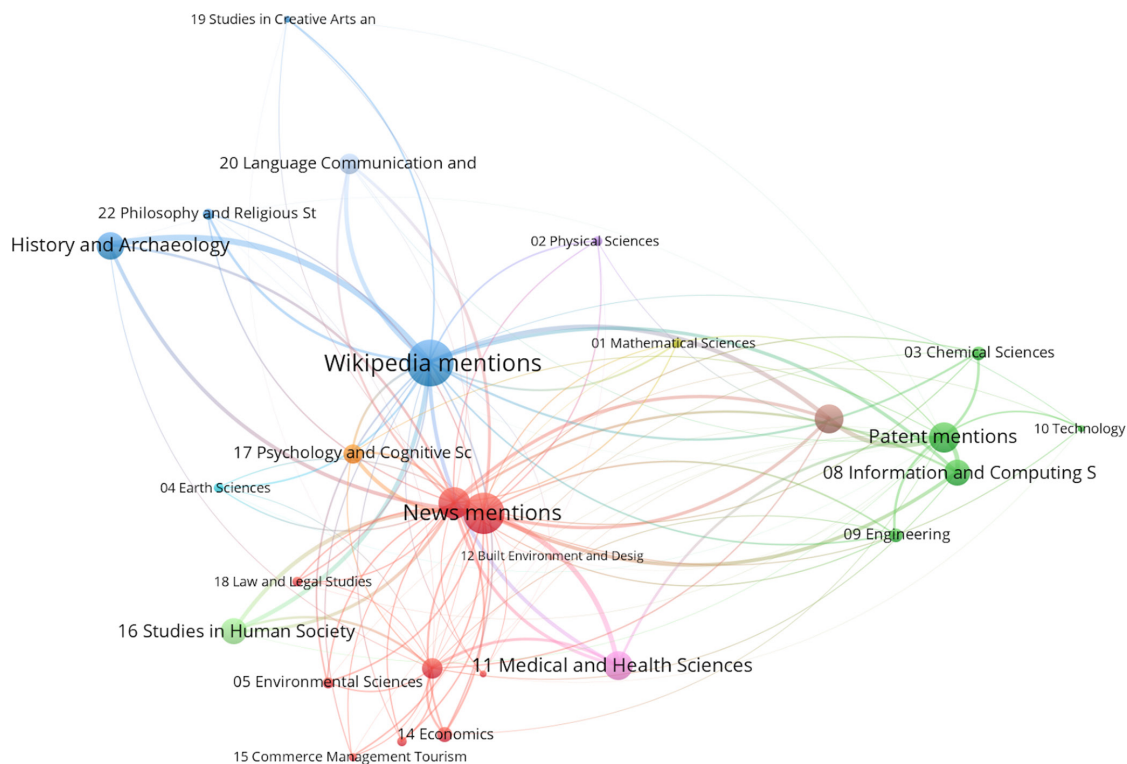 19 Studies in Creative Arts an
20 Language Communication and
22 Philosophy and Religious St
History and Archaeology
02 Physical Sciences
01 Mathematical Sciences
03 Chemical Sciences
Wikipedia mentions
10 Technology
Patent mentions
17 Psychology and Cognitive Sc
08 Information and Computing S
04 Earth Sciences
News mentions
09 Engineering
12 Built Environment and Desig
18 Law and Legal Studies
16 Studies in Human Society
11 Medical and Health Sciences
05 Environmental Sciences
14 Economics
15 Commerce Management Tourism